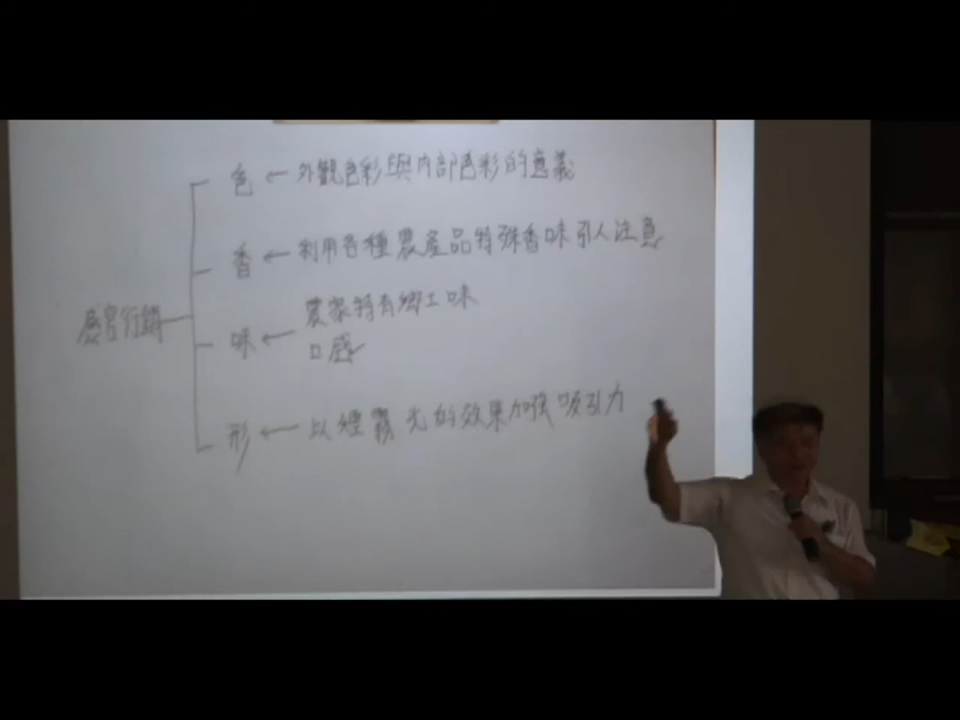 色 ← 外觀色彩與內部色彩的意義
香 ← 利用各種農產品特殊香味引人注意
感官行銷
味 ← 農家特有鄉土味
口感
形 ← 以煙霧光的效果加強吸引力